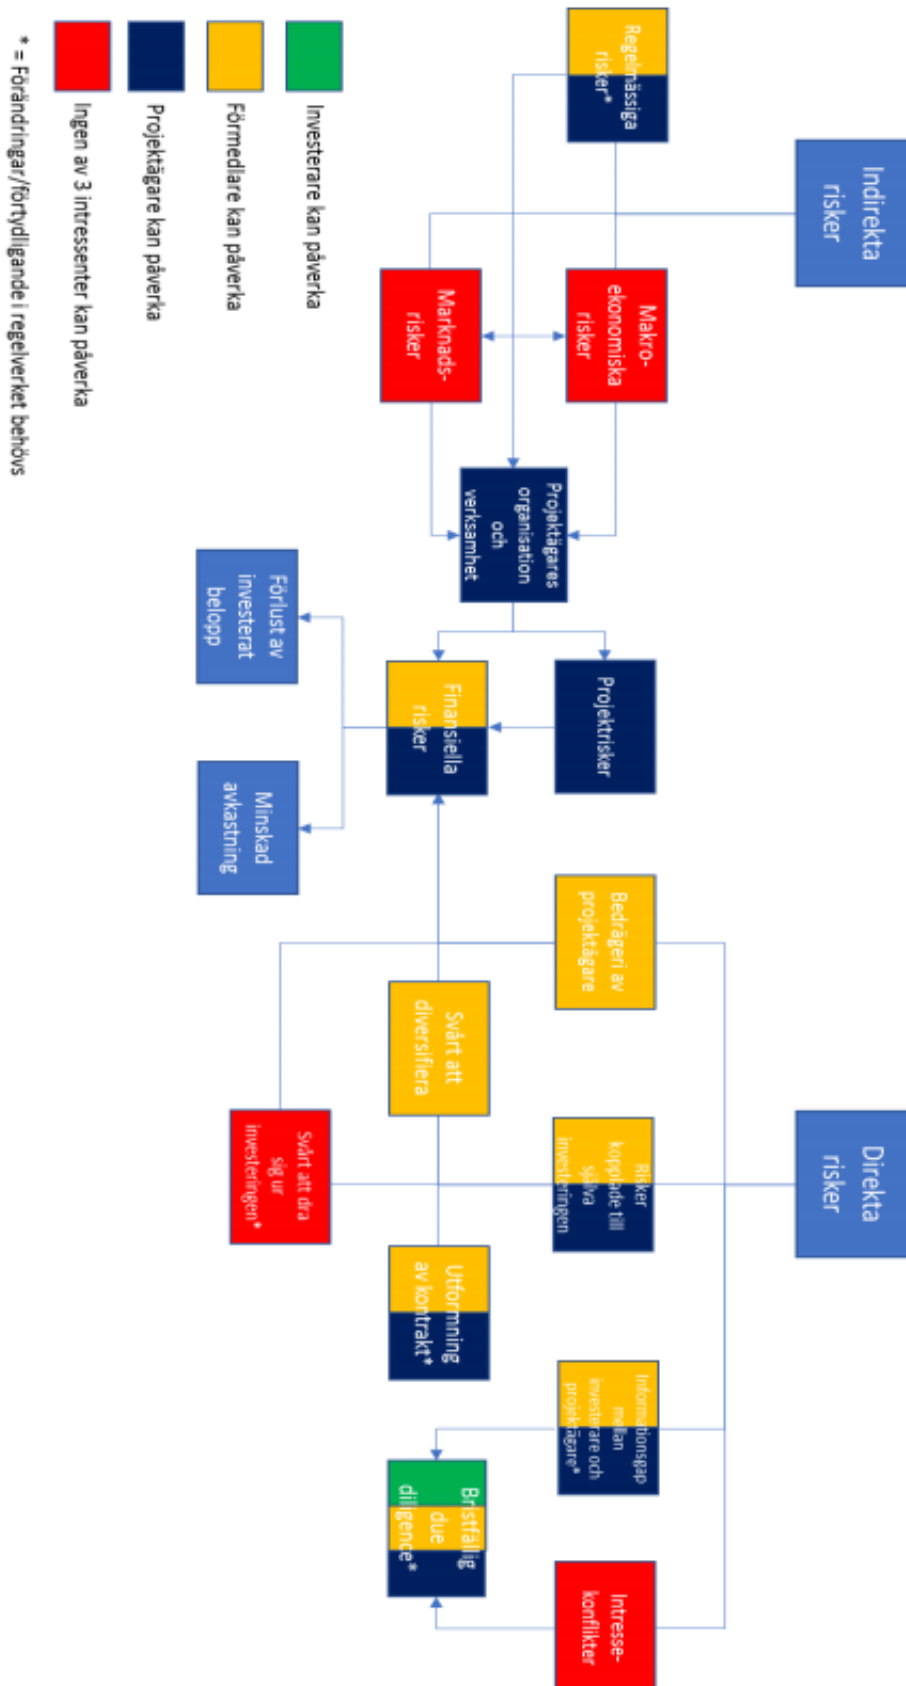 Indirekta
risker
Direkta
risker
Regelmässiga
risker*
Makro-
ekonomiska
risker
Marknads-
risker
Projektägares
organisation
och
verksamhet
Projektrisker
Finansiella
risker
Förlust av
investerat
belopp
Minskad
avkastning
Bedrägeri av
projektägare
Risker
kopplade till
själva
investeringen
Informationsgap
mellan
investerare och
projektägare*
Intresse-
konflikter
Svårt att
diversifiera
Utformning
av kontrakt*
Bristfällig
due
diligence*
Svårt att dra
sig ur
investeringen*
Investerare kan påverka
Förmedlare kan påverka
Projektägare kan påverka
Ingen av 3 intressenter kan påverka
* = Förändringar/förtydligande i regelverket behövs